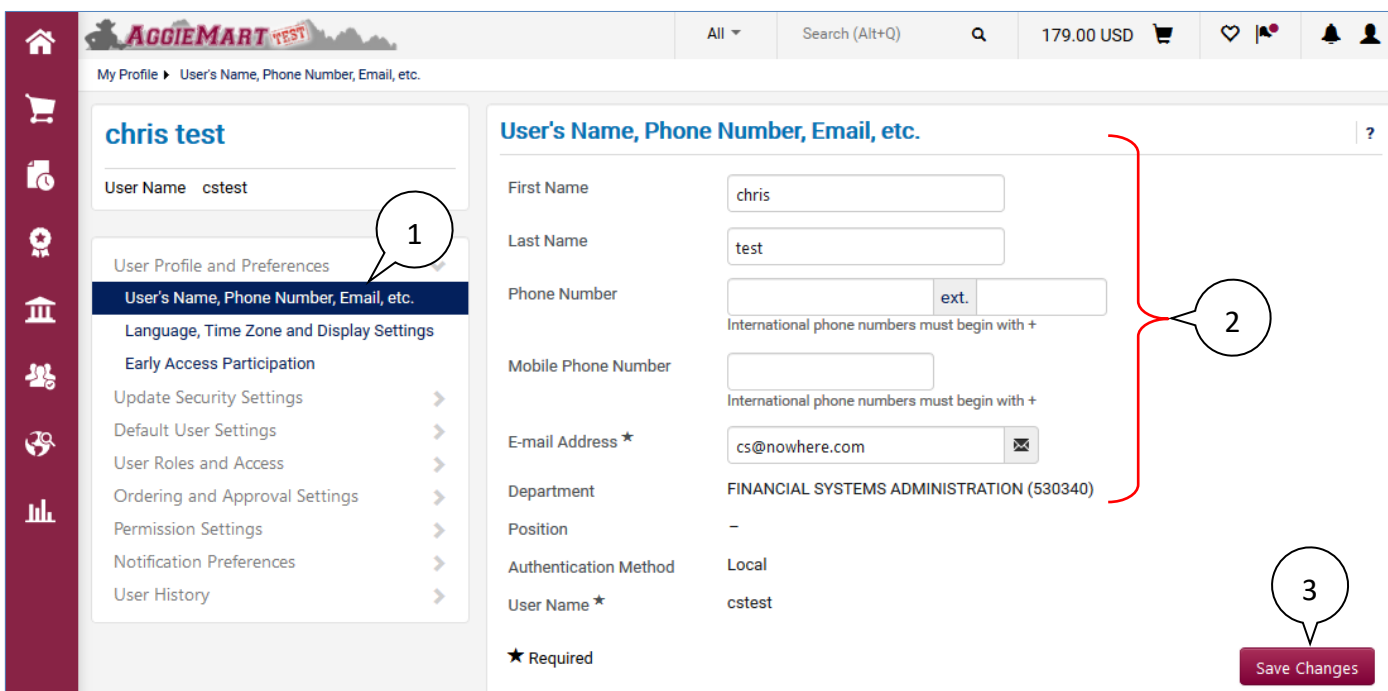 AGGIEMART TEST
All
Search (Alt+Q)
179.00 USD
My Profile User's Name, Phone Number, Email, etc.
chris test
User Name cstest
1
User Profile and Preferences
User's Name, Phone Number, Email, etc.
Language, Time Zone and Display Settings
Early Access Participation
Update Security Settings
Default User Settings
User Roles and Access
Ordering and Approval Settings
Permission Settings
Notification Preferences
User History
User's Name, Phone Number, Email, etc.
?
First Name chris
Last Name test
Phone Number ext.
International phone numbers must begin with +
2
Mobile Phone Number
International phone numbers must begin with +
E-mail Address ★ cs@nowhere.com
Department FINANCIAL SYSTEMS ADMINISTRATION (530340)
Position –
Authentication Method Local
User Name ★ cstest
3
★ Required
Save Changes